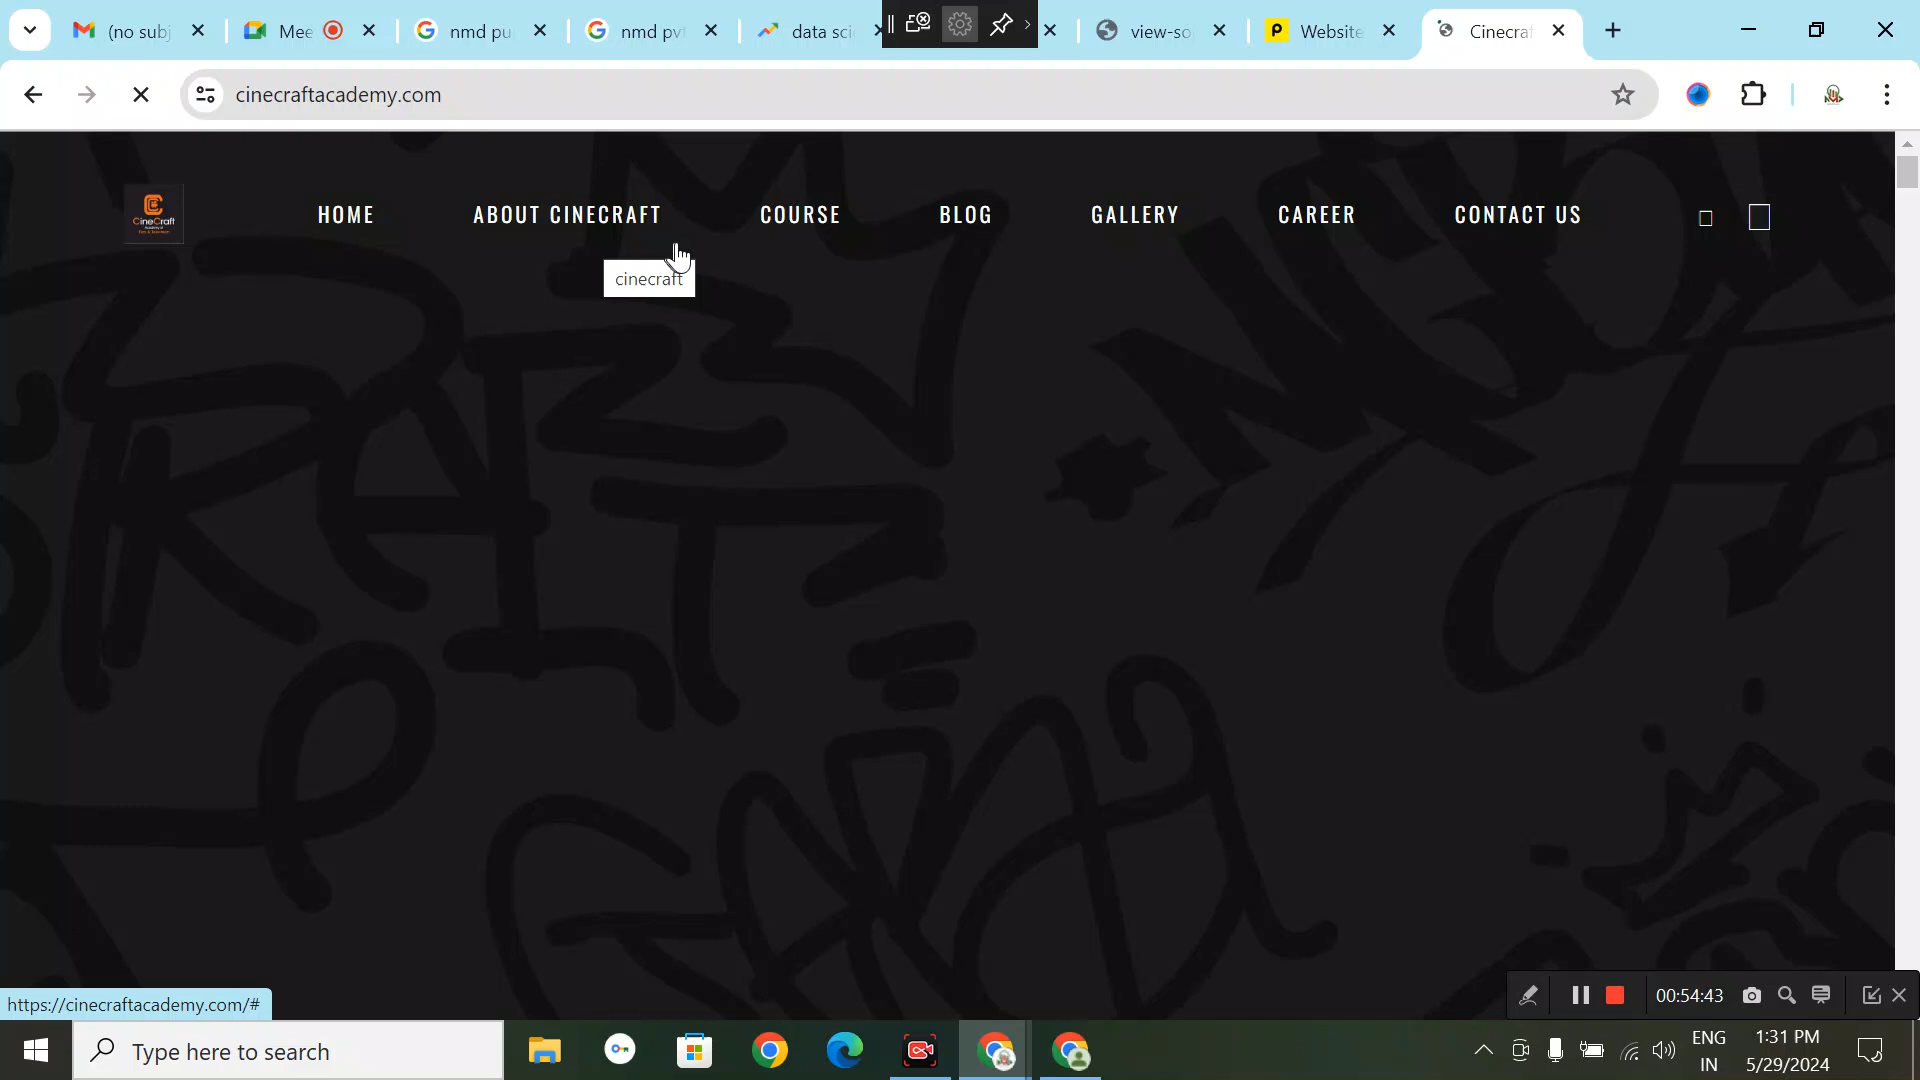 (no subj
Mee
nmd pu
nmd pvt
data sci
view-so
Website
Cinecraf
cinecraftacademy.com
CineCraft
HOME
ABOUT CINECRAFT
COURSE
BLOG
GALLERY
CAREER
CONTACT US
cinecraft
https://cinecraftacademy.com/#
00:54:43
Type here to search
ENG
IN
1:31 PM
5/29/2024